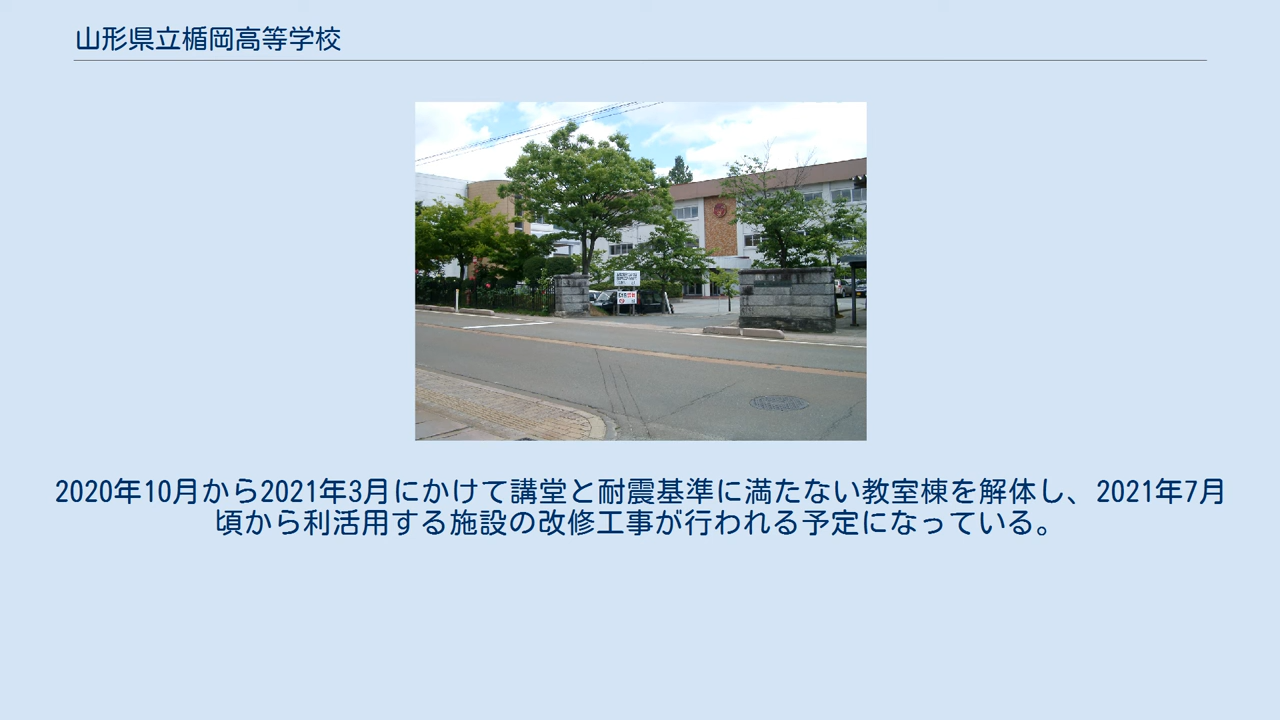 山形県立楯岡高等学校
2020年10月から2021年3月にかけて講堂と耐震基準に満たない教室棟を解体し、2021年7月
頃から利活用する施設の改修工事が行われる予定になっている。